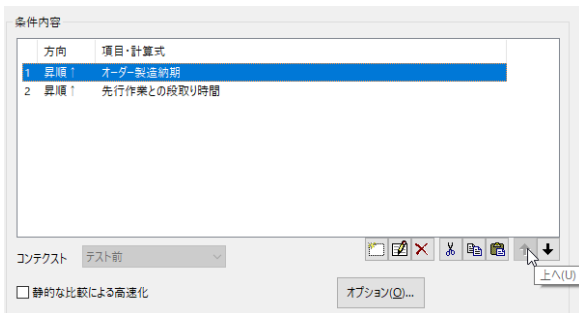 条件内容
方向 項目・計算式
1 昇順↑ オーダー製造納期
2 昇順↑ 先行作業との段取り時間
コンテクスト テスト前
上へ(U)
静的な比較による高速化 オプション(O)...